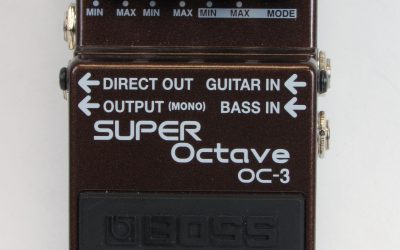 MIN MAX MIN MAX MIN MAX MODE
DIRECT OUT GUITAR IN
OUTPUT (MONO) BASS IN
SUPER
Octave
OC-3
BOSS